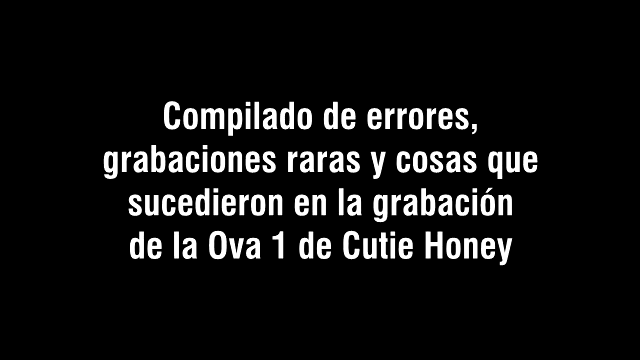 Compilado de errores,
grabaciones raras y cosas que
sucedieron en la grabación
de la Ova 1 de Cutie Honey